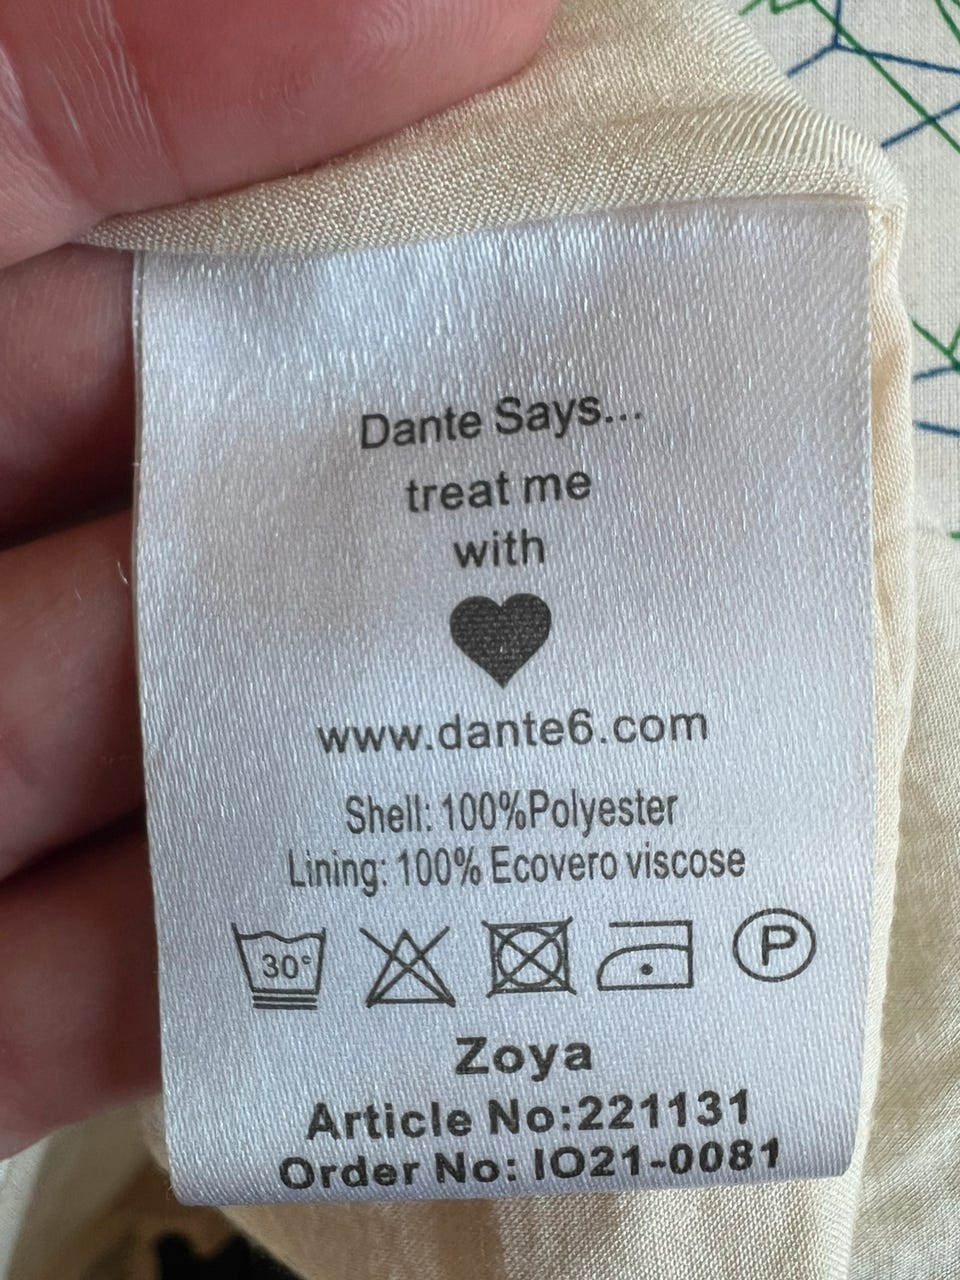 Dante Says...
treat me
with
www.dante6.com
Shell: 100%Polyester
Lining: 100% Ecovero viscose
30°
P
Zoya
Article No:221131
Order No: IO21-0081